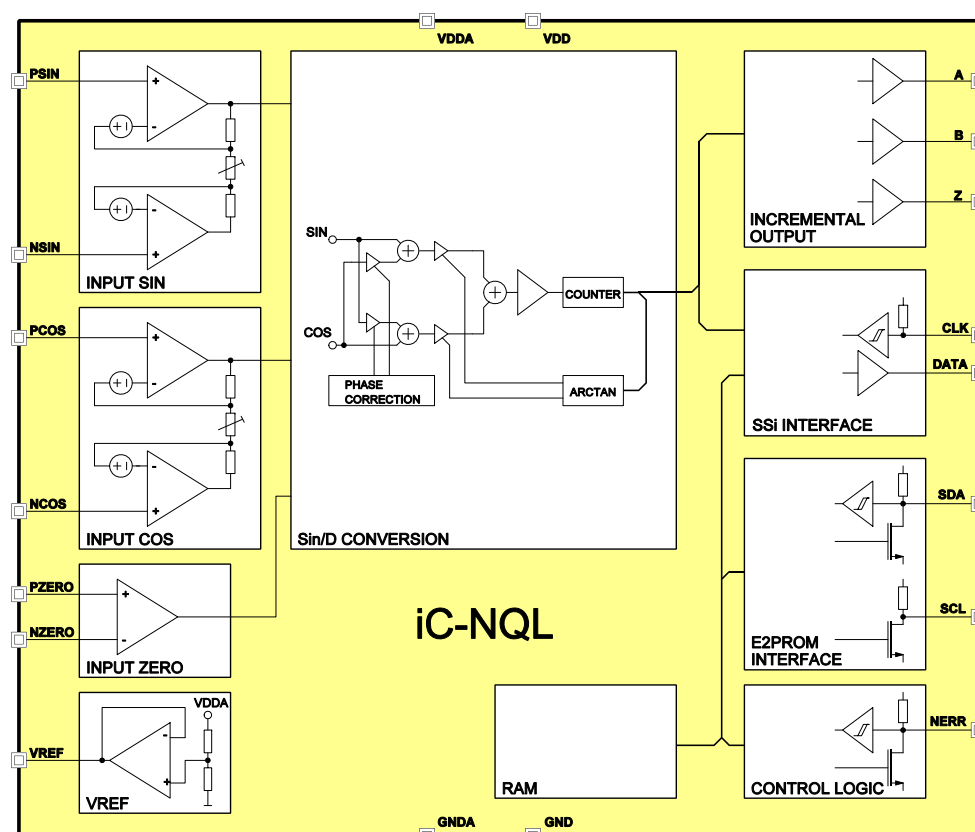 VDDA
VDD
PSIN
NSIN
INPUT SIN
PCOS
NCOS
INPUT COS
PZERO
NZERO
INPUT ZERO
VREF
VDDA
VREF
SIN
COS
PHASE
CORRECTION
COUNTER
ARCTAN
Sin/D CONVERSION
iC-NQL
RAM
A
B
Z
INCREMENTAL
OUTPUT
CLK
DATA
SSi INTERFACE
SDA
SCL
E2PROM
INTERFACE
NERR
CONTROL LOGIC
GNDA
GND